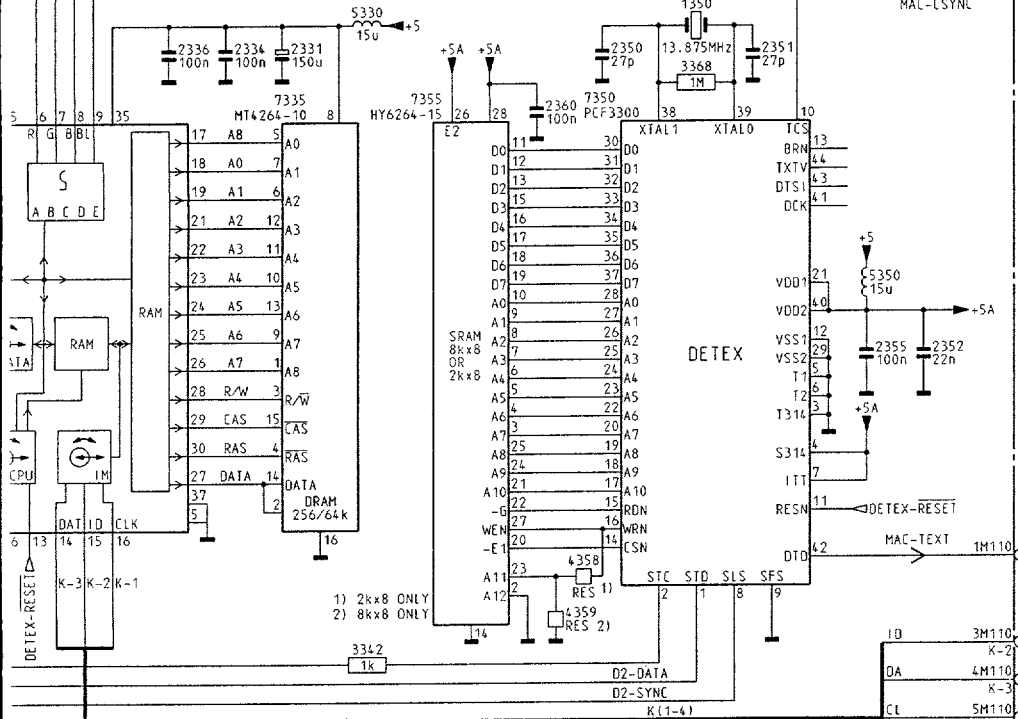 1350
MAC-CSYNC
5330
15u
+5
13.875MHz
2336
100n
2334
100n
2331
150u
+5A
+5A
2350
27p
2351
27p
3368
1M
7335
MT4264-10
8
7355
HY6264-15
26
28
2360
100n
7350
PCF3300
38
39
10
5
6
7
8
9
35
R
G
B
BL
S
A B C D E
RAM
RAM
ATA
CPU
IM
17 A8 5 A0
18 A0 7 A1
19 A1 6 A2
21 A2 12 A3
22 A3 11 A4
23 A4 10 A5
24 A5 13 A6
25 A6 9 A7
26 A7 1 A8
28 R/W 3 R/W
29 CAS 15 CAS
30 RAS 4 RAS
27 DATA 14 DATA
37
5
2
DRAM
256/64k
16
DAT
ID
CLK
6
13
14
15
16
K-3
K-2
K-1
DETEX-RESET
E2
SRAM
8kx8
OR
2kx8
D0 11 30 D0
D1 12 31 D1
D2 13 32 D2
D3 15 33 D3
D4 16 34 D4
D5 17 35 D5
D6 18 36 D6
D7 19 37 D7
A0 10 28 A0
A1 9 27 A1
A2 8 26 A2
A3 7 25 A3
A4 6 24 A4
A5 5 23 A5
A6 4 22 A6
A7 3 20 A7
A8 25 19 A8
A9 24 18 A9
A10 21 17 A10
-G 22 15 RDN
WEN 27 16 WRN
-E1 20 14 CSN
A11 23
A12 2
14
4358
RES 1)
4359
RES 2)
1) 2kx8 ONLY
2) 8kx8 ONLY
XTAL1
XTAL0
TCS
DETEX
BRN 13
TXTV 44
DTSI 43
DCK 41
+5
5350
15u
VDD1 21
VDD2 40
+5A
VSS1 12
VSS2 29
T1 5
T2 6
T314 3
2355
100n
2352
22n
+5A
S314 4
ITT 7
RESN 11
DETEX-RESET
MAC-TEXT
DTO 42
1M110
STC
STD
SLS
SFS
2
1
8
9
3342
1k
D2-DATA
D2-SYNC
K(1-4)
ID
3M110
K-2
DA
4M110
K-3
CL
5M110